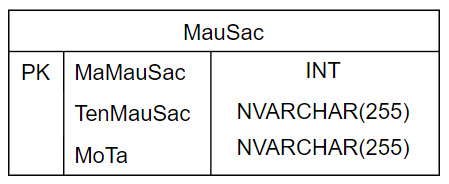 MauSac
PK MaMauSac INT
TenMauSac NVARCHAR(255)
MoTa NVARCHAR(255)